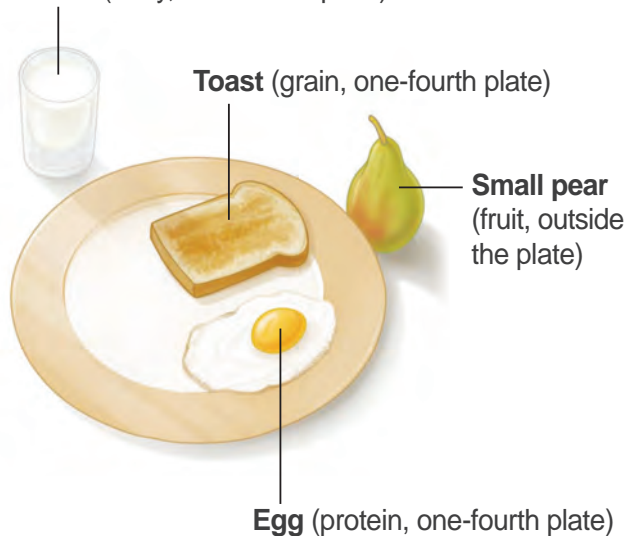 Toast (grain, one-fourth plate)
Small pear
(fruit, outside
the plate)
Egg (protein, one-fourth plate)